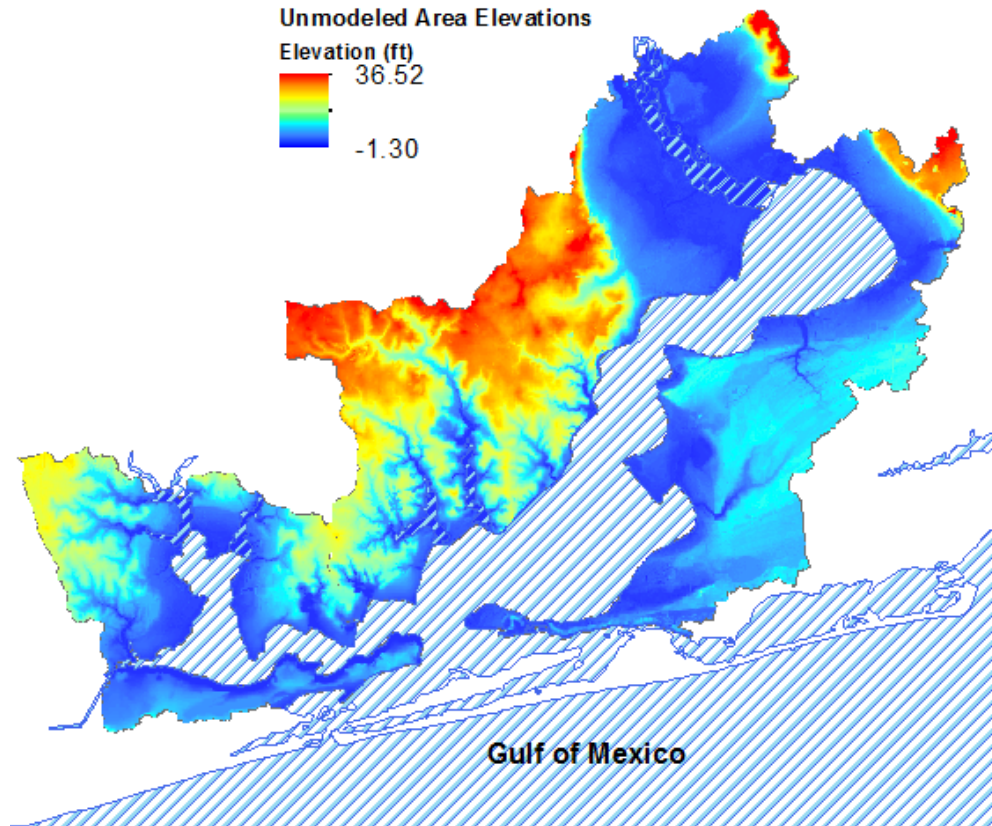 Unmodeled Area Elevations
Elevation (ft)
36.52
-1.30
Gulf of Mexico